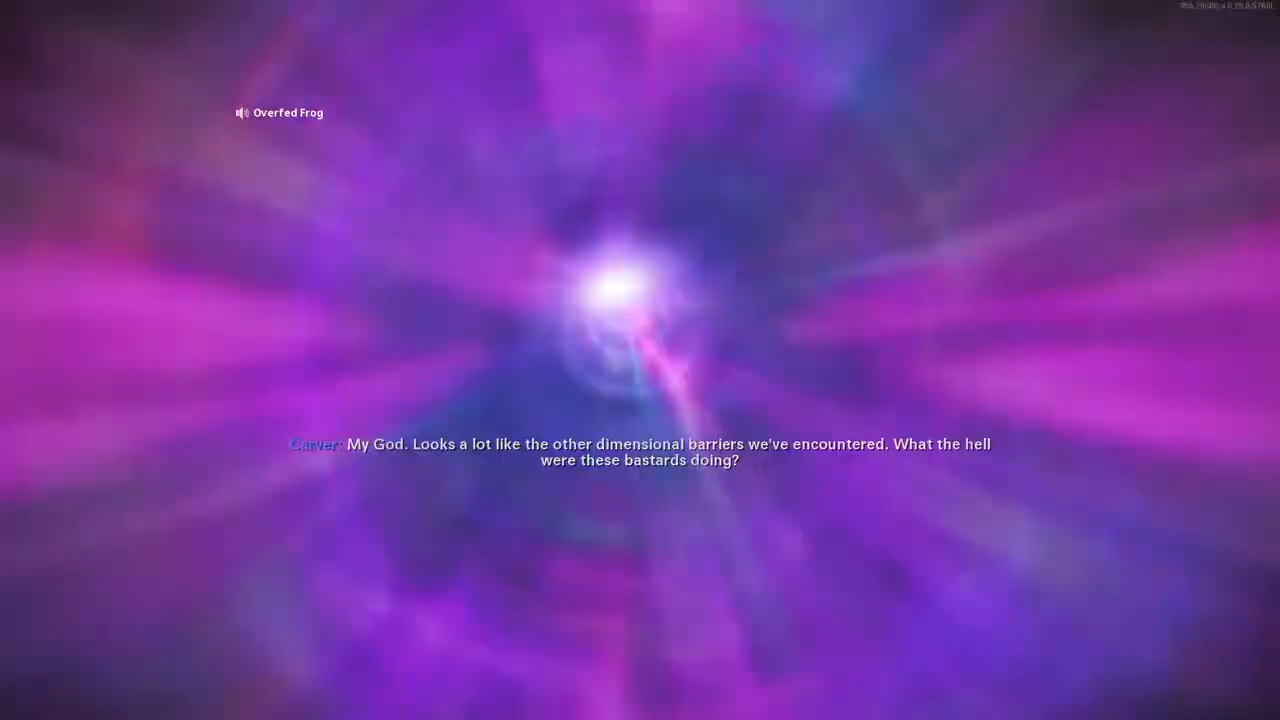 Overfed Frog
Carver: My God. Looks a lot like the other dimensional barriers we've encountered. What the hell
were these bastards doing?